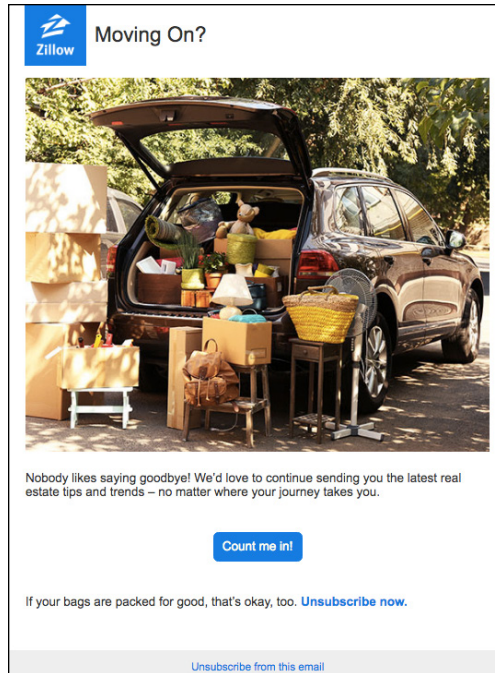 Zillow
Moving On?
Nobody likes saying goodbye! We'd love to continue sending you the latest real
estate tips and trends – no matter where your journey takes you.
Count me in!
If your bags are packed for good, that's okay, too. Unsubscribe now.
Unsubscribe from this email